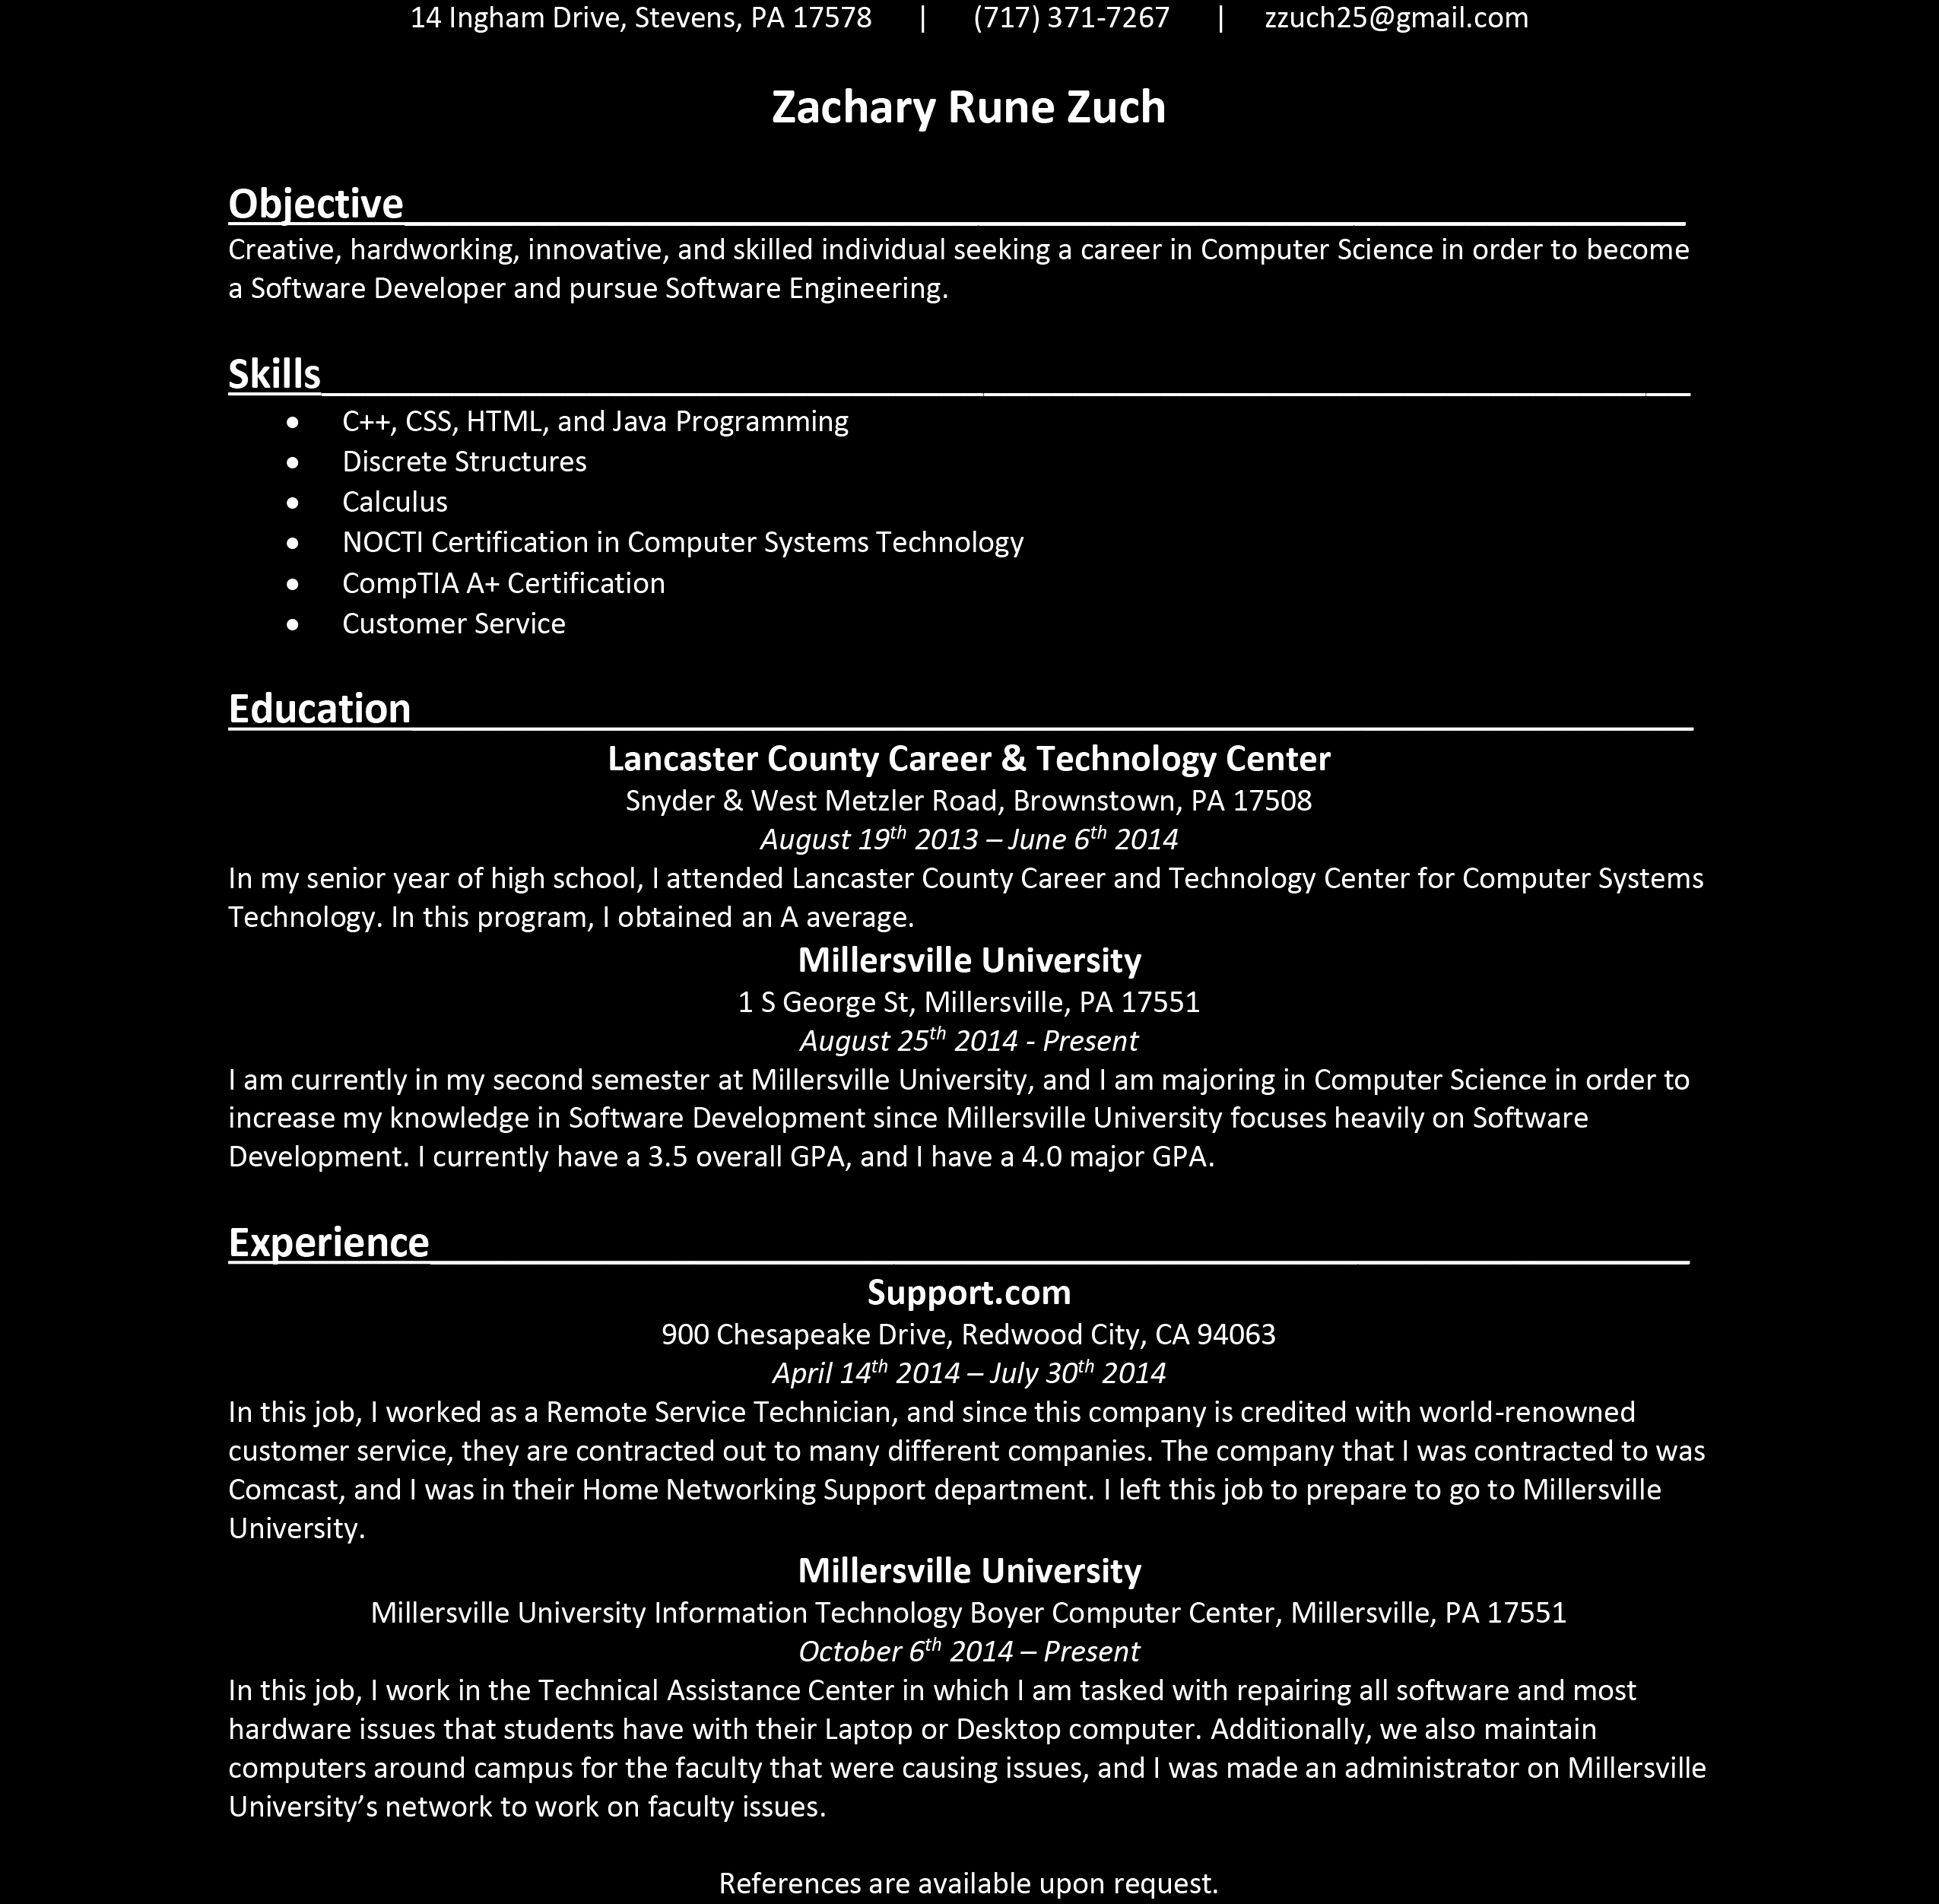 14 Ingham Drive, Stevens, PA 17578 | (717) 371-7267 | zzuch25@gmail.com
Zachary Rune Zuch
Objective
Creative, hardworking, innovative, and skilled individual seeking a career in Computer Science in order to become
a Software Developer and pursue Software Engineering.
Skills
• C++, CSS, HTML, and Java Programming
• Discrete Structures
• Calculus
• NOCTI Certification in Computer Systems Technology
• CompTIA A+ Certification
• Customer Service
Education
Lancaster County Career & Technology Center
Snyder & West Metzler Road, Brownstown, PA 17508
August 19th 2013 – June 6th 2014
In my senior year of high school, I attended Lancaster County Career and Technology Center for Computer Systems
Technology. In this program, I obtained an A average.
Millersville University
1 S George St, Millersville, PA 17551
August 25th 2014 - Present
I am currently in my second semester at Millersville University, and I am majoring in Computer Science in order to
increase my knowledge in Software Development since Millersville University focuses heavily on Software
Development. I currently have a 3.5 overall GPA, and I have a 4.0 major GPA.
Experience
Support.com
900 Chesapeake Drive, Redwood City, CA 94063
April 14th 2014 – July 30th 2014
In this job, I worked as a Remote Service Technician, and since this company is credited with world-renowned
customer service, they are contracted out to many different companies. The company that I was contracted to was
Comcast, and I was in their Home Networking Support department. I left this job to prepare to go to Millersville
University.
Millersville University
Millersville University Information Technology Boyer Computer Center, Millersville, PA 17551
October 6th 2014 – Present
In this job, I work in the Technical Assistance Center in which I am tasked with repairing all software and most
hardware issues that students have with their Laptop or Desktop computer. Additionally, we also maintain
computers around campus for the faculty that were causing issues, and I was made an administrator on Millersville
University’s network to work on faculty issues.
References are available upon request.